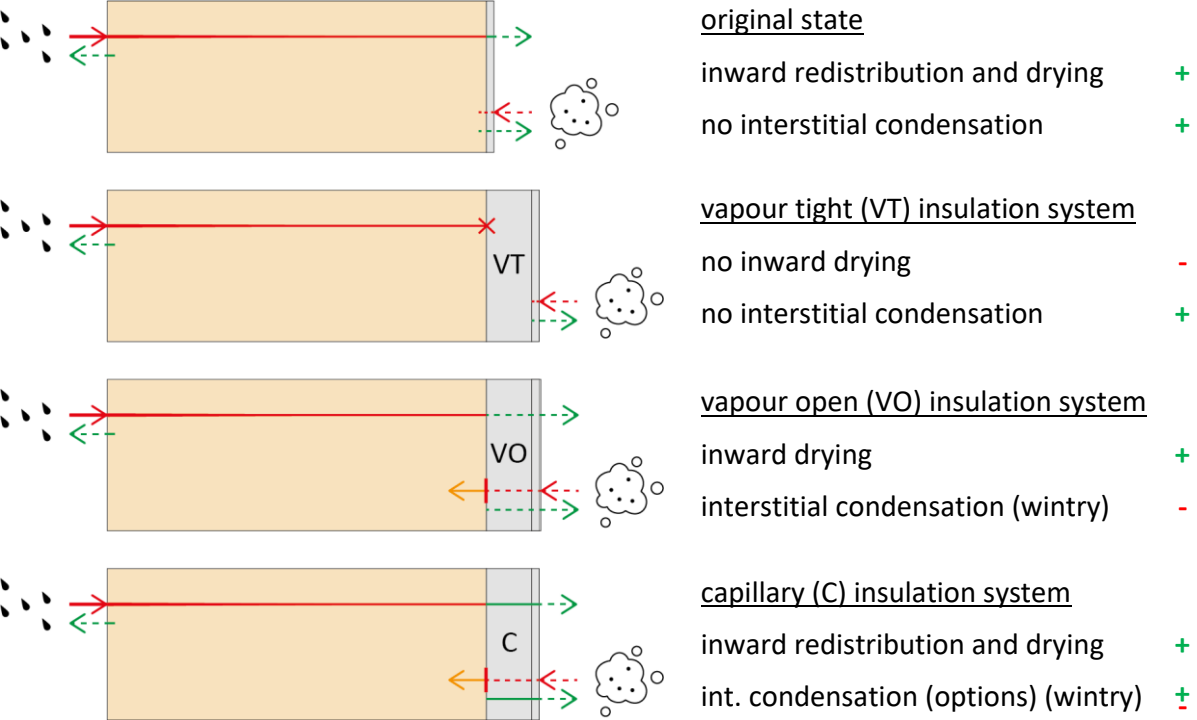 original state
inward redistribution and drying +
no interstitial condensation +
vapour tight (VT) insulation system
no inward drying -
VT
no interstitial condensation +
vapour open (VO) insulation system
inward drying +
VO
interstitial condensation (wintry) -
capillary (C) insulation system
inward redistribution and drying +
C
int. condensation (options) (wintry) ±